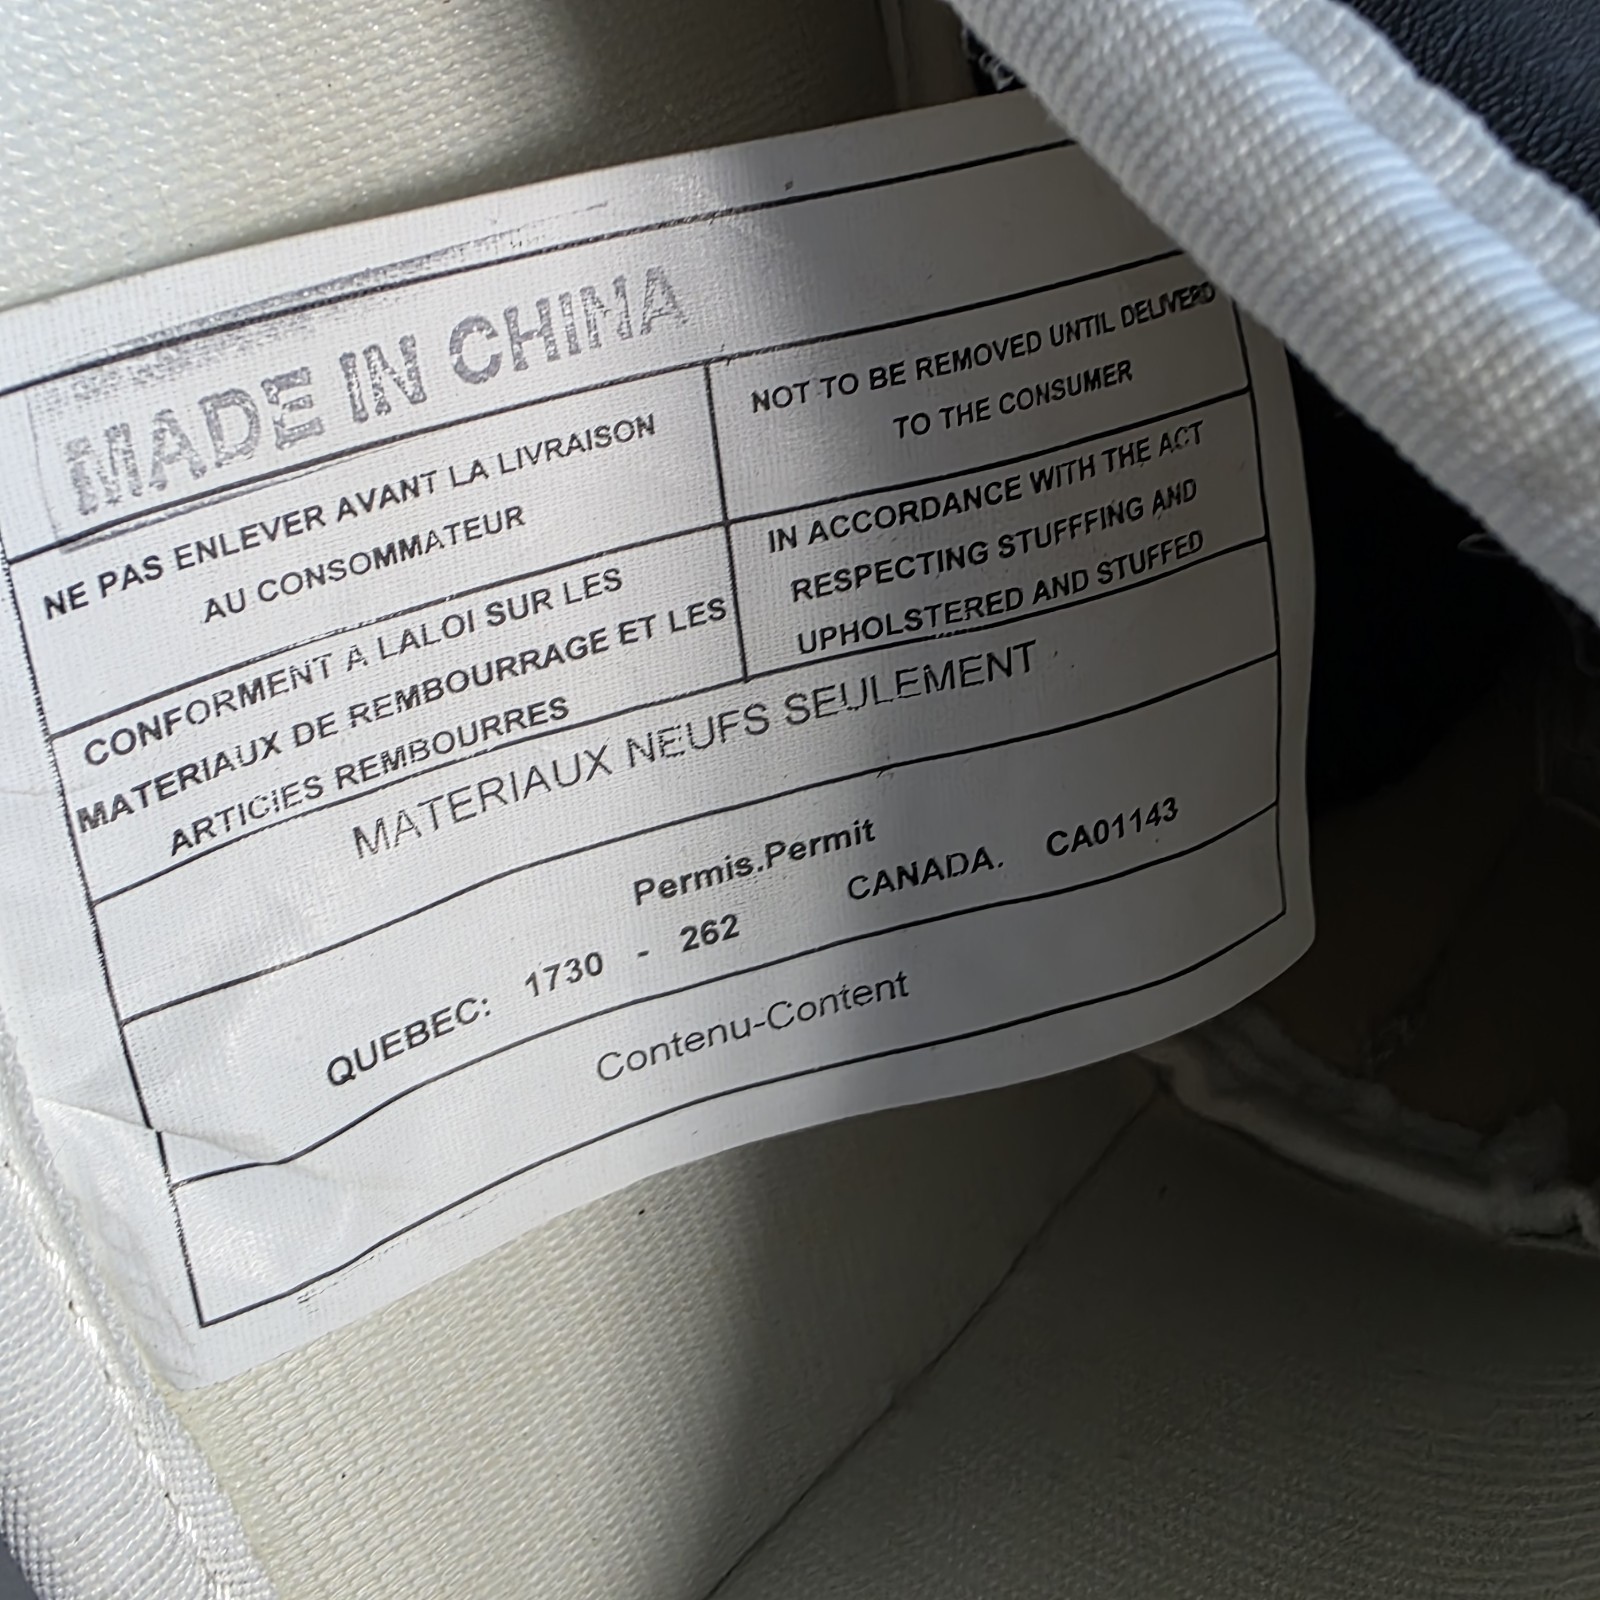 MADE IN CHINA
NE PAS ENLEVER AVANT LA LIVRAISON
AU CONSOMMATEUR
NOT TO BE REMOVED UNTIL DELIVERD
TO THE CONSUMER
CONFORMENT A LALOI SUR LES
MATERIAUX DE REMBOURRAGE ET LES
ARTICIES REMBOURRES
IN ACCORDANCE WITH THE ACT
RESPECTING STUFFFING AND
UPHOLSTERED AND STUFFED
MATERIAUX NEUFS SEULEMENT
Permis.Permit
QUEBEC: 1730 - 262 CANADA. CA01143
Contenu-Content